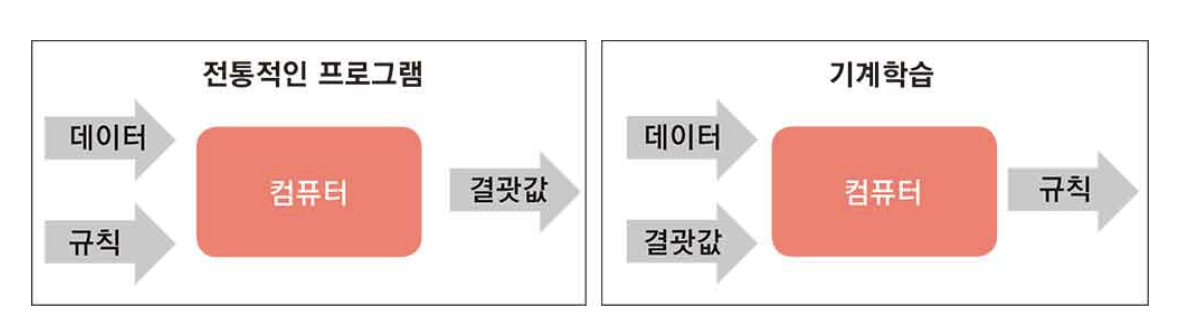 전통적인 프로그램
데이터
규칙
컴퓨터
결괏값
기계학습
데이터
결괏값
컴퓨터
규칙